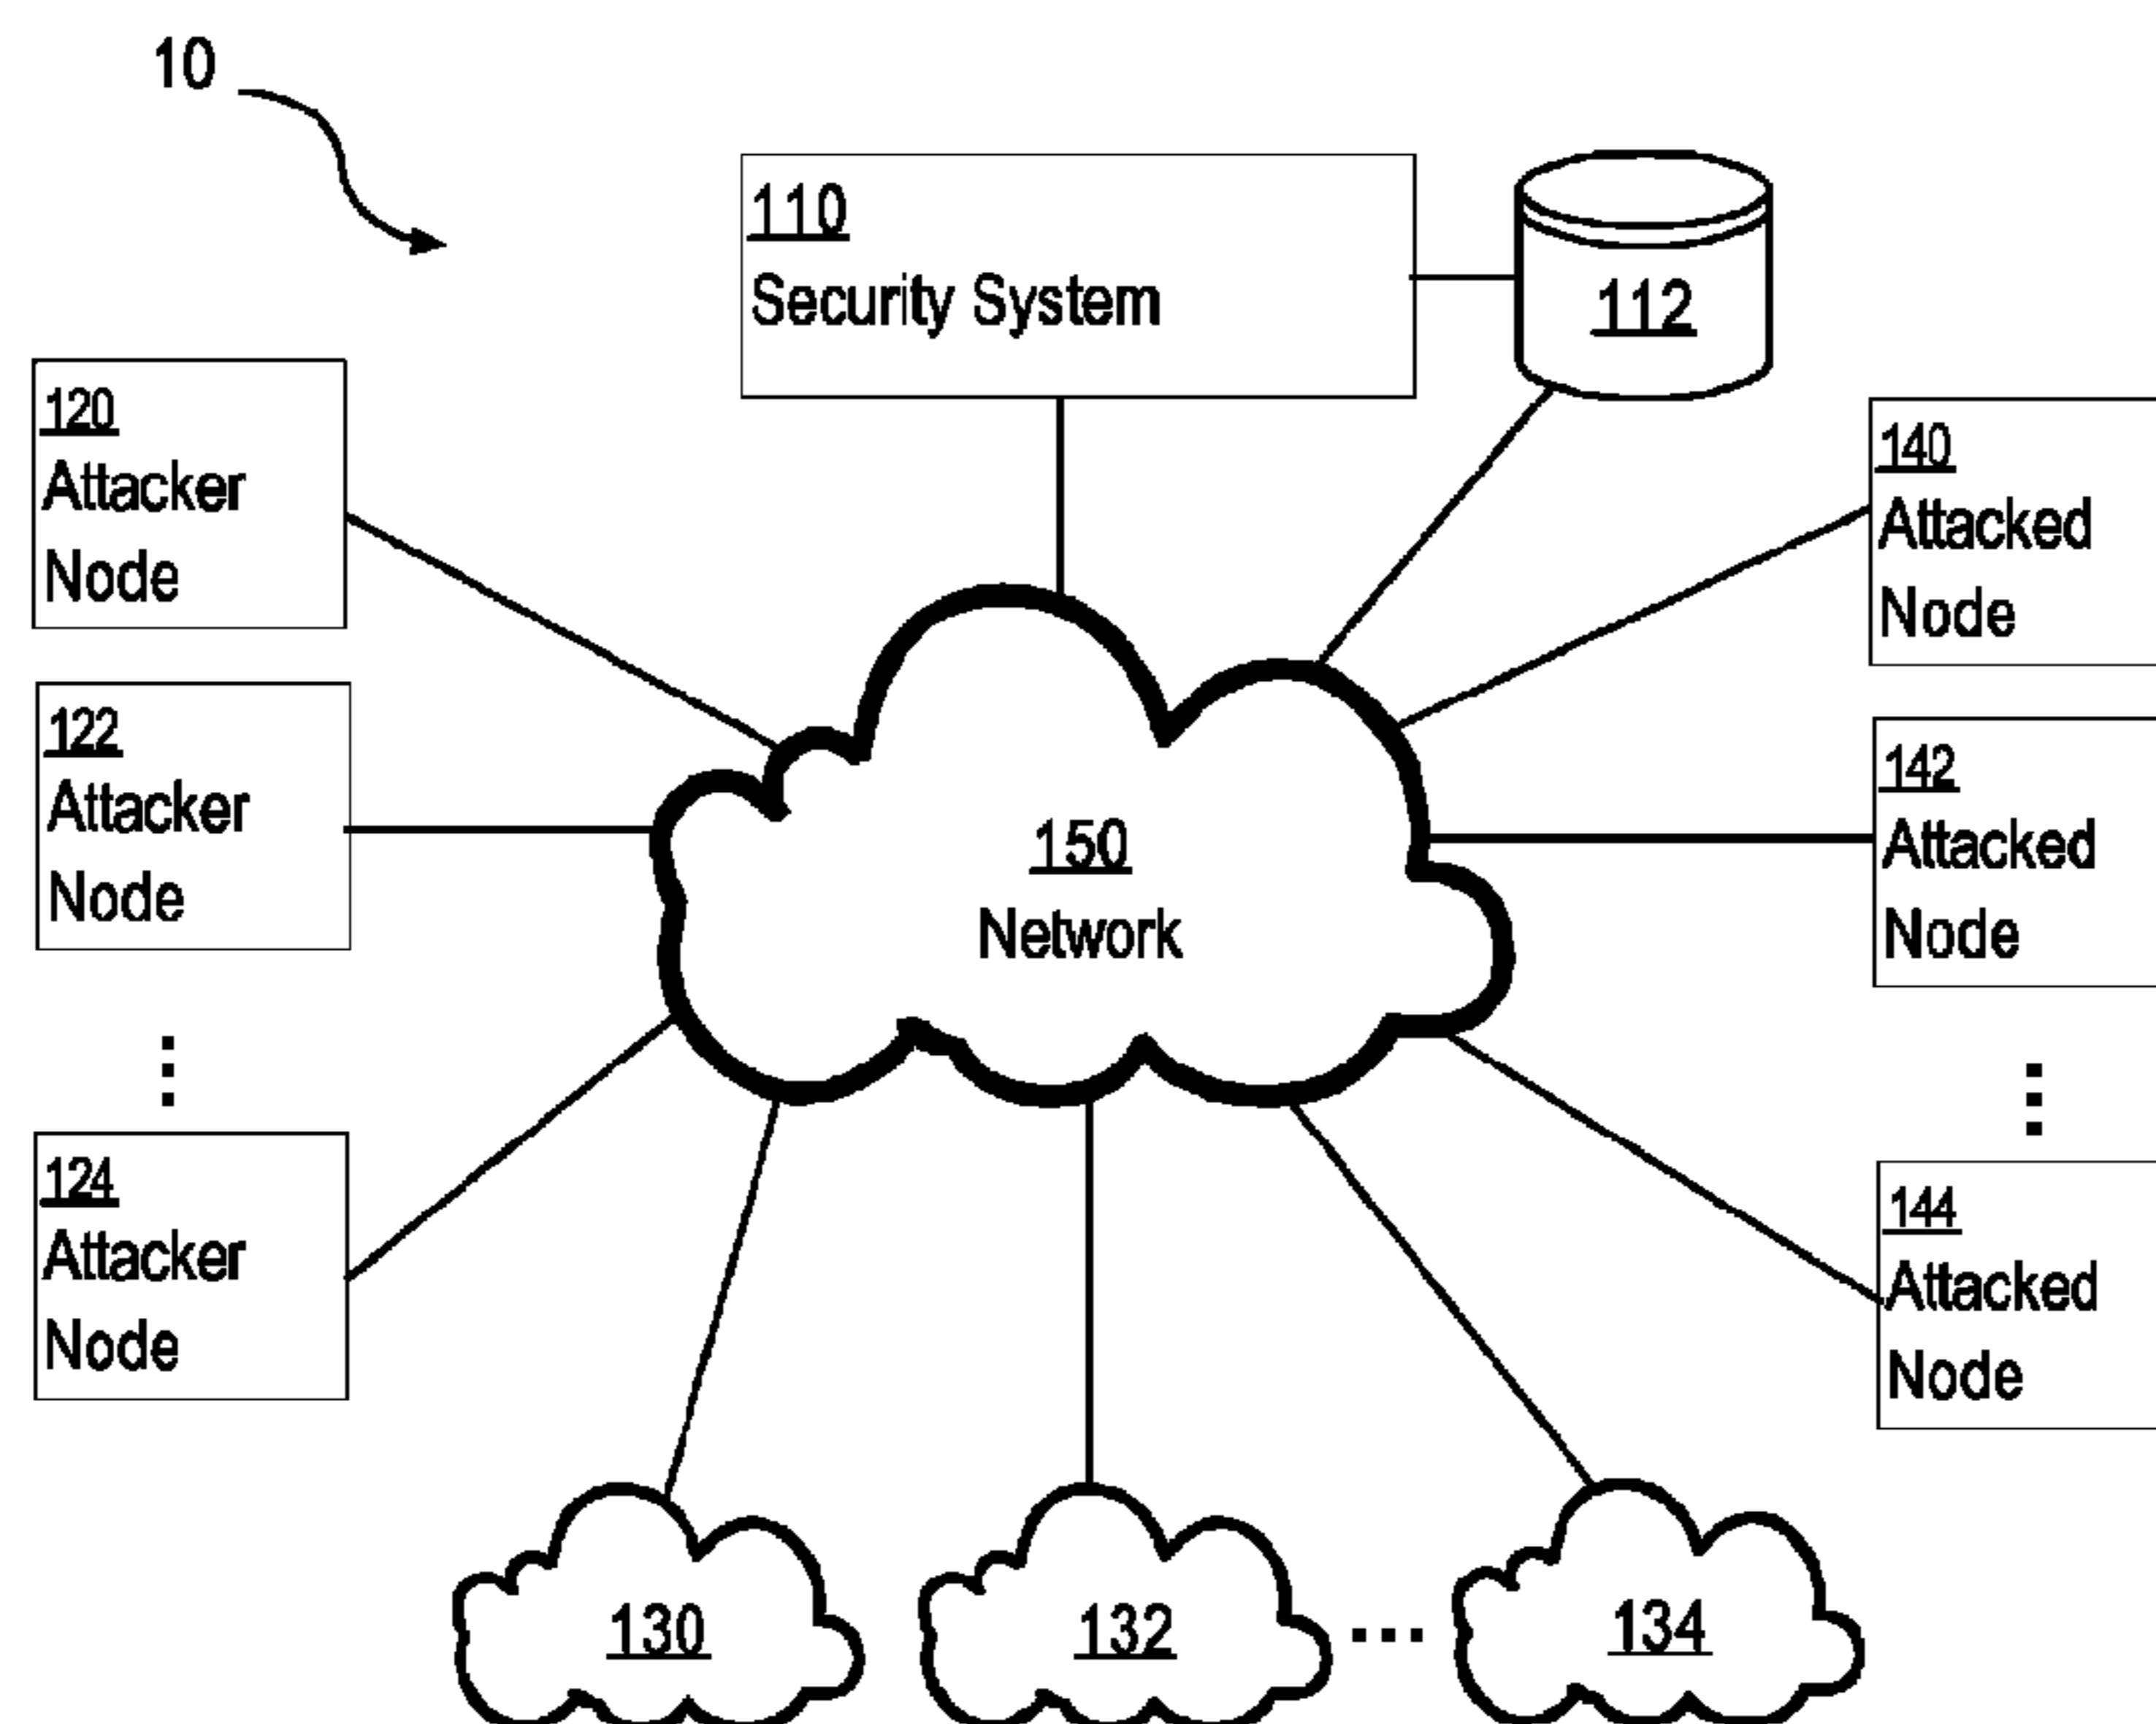 10
110
Security System
112
120
Attacker
Node
140
Attacked
Node
122
Attacker
Node
142
Attacked
Node
150
Network
124
Attacker
Node
144
Attacked
Node
130
132
134